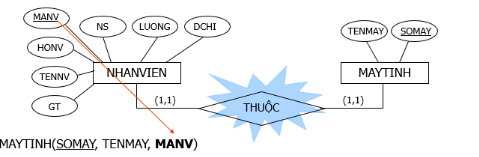 MANV
NS
LUONG
DCHI
HONV
TENNV
GT
NHANVIEN
(1,1)
THUỘC
(1,1)
TENMAY
SOMAY
MAYTINH
MAYTINH(SOMAY, TENMAY, MANV)